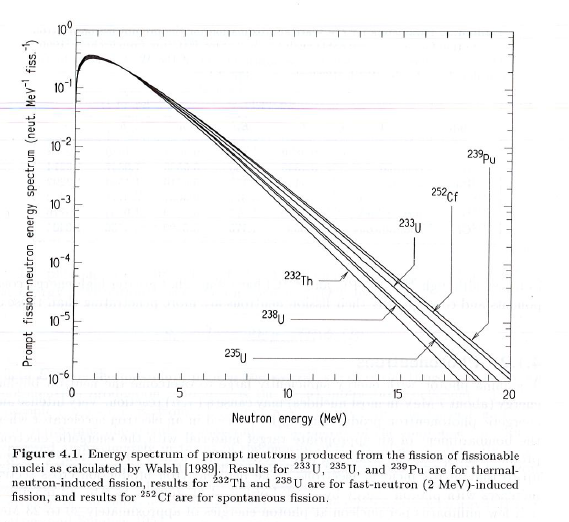 Prompt fission-neutron energy spectrum (neut. MeV⁻¹ fiss.⁻¹)
10⁰
10⁻¹
10⁻²
10⁻³
10⁻⁴
10⁻⁵
10⁻⁶
²³⁹Pu
²⁵²Cf
²³³U
²³²Th
²³⁸U
²³⁵U
0 5 10 15 20
Neutron energy (MeV)
Figure 4.1. Energy spectrum of prompt neutrons produced from the fission of fissionable
nuclei as calculated by Walsh [1989]. Results for ²³³U, ²³⁵U, and ²³⁹Pu are for thermal-
neutron-induced fission, results for ²³²Th and ²³⁸U are for fast-neutron (2 MeV)-induced
fission, and results for ²⁵²Cf are for spontaneous fission.